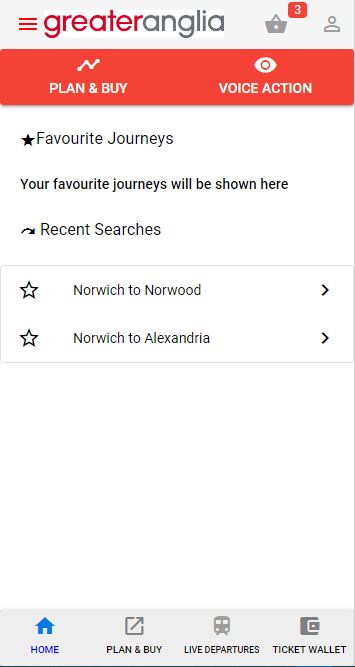 greateranglia
3
PLAN & BUY
VOICE ACTION
Favourite Journeys
Your favourite journeys will be shown here
Recent Searches
Norwich to Norwood
Norwich to Alexandria
HOME
PLAN & BUY
LIVE DEPARTURES
TICKET WALLET